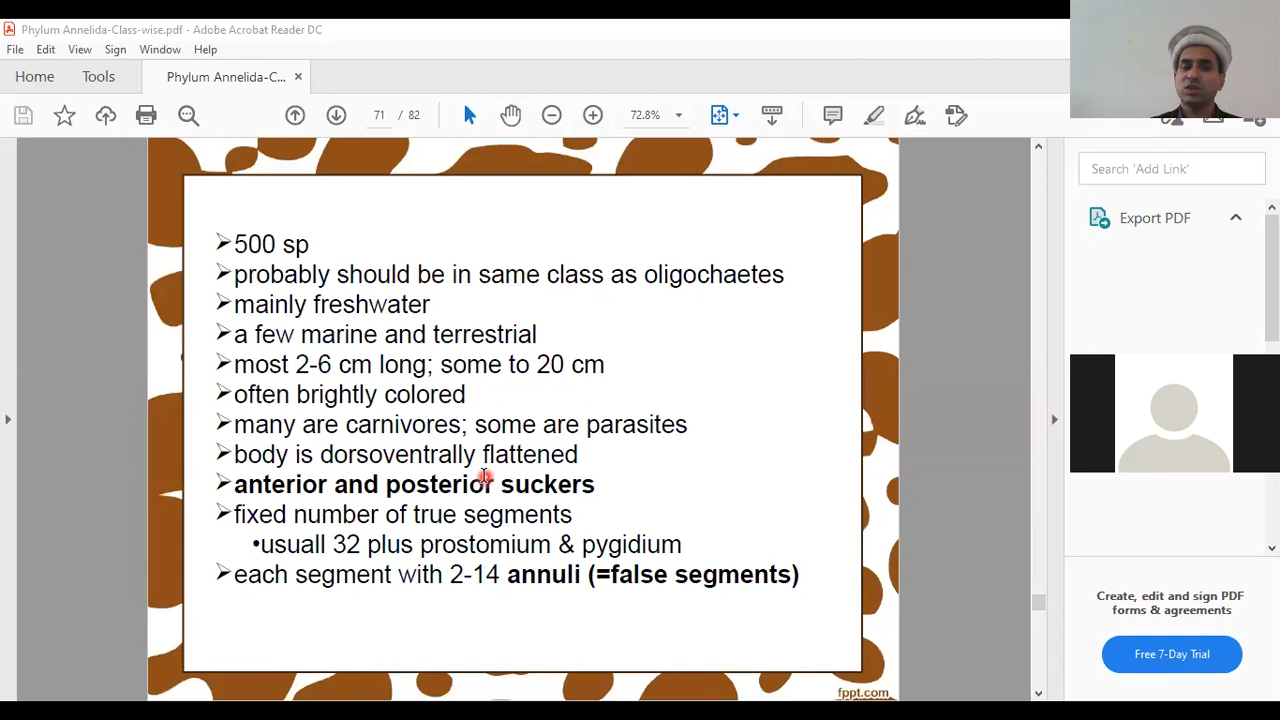 Phylum Annelida-Class-wise.pdf - Adobe Acrobat Reader DC
File Edit View Sign Window Help
Home Tools Phylum Annelida-C... ×
71 / 82 72.8%
Search 'Add Link'
Export PDF
➢500 sp
➢probably should be in same class as oligochaetes
➢mainly freshwater
➢a few marine and terrestrial
➢most 2-6 cm long; some to 20 cm
➢often brightly colored
➢many are carnivores; some are parasites
➢body is dorsoventrally flattened
➢anterior and posterior suckers
➢fixed number of true segments
•usuall 32 plus prostomium & pygidium
➢each segment with 2-14 annuli (=false segments)
fppt.com
Create, edit and sign PDF
forms & agreements
Free 7-Day Trial